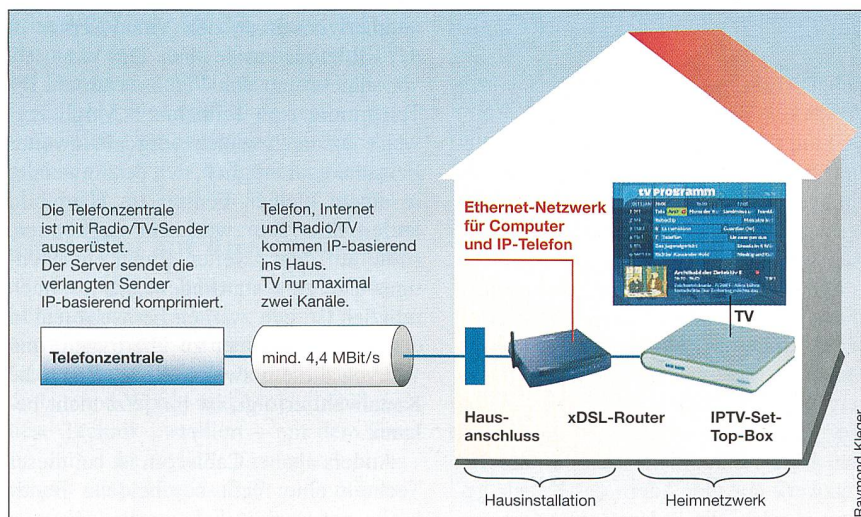 Die Telefonzentrale
ist mit Radio/TV-Sender
ausgerüstet.
Der Server sendet die
verlangten Sender
IP-basierend komprimiert.
Telefon, Internet
und Radio/TV
kommen IP-basierend
ins Haus.
TV nur maximal
zwei Kanäle.
Ethernet-Netzwerk
für Computer
und IP-Telefon
tv programm
TV
Telefonzentrale
mind. 4,4 MBit/s
Haus-
anschluss
xDSL-Router
IPTV-Set-
Top-Box
Hausinstallation
Heimnetzwerk
Raymond Kleger